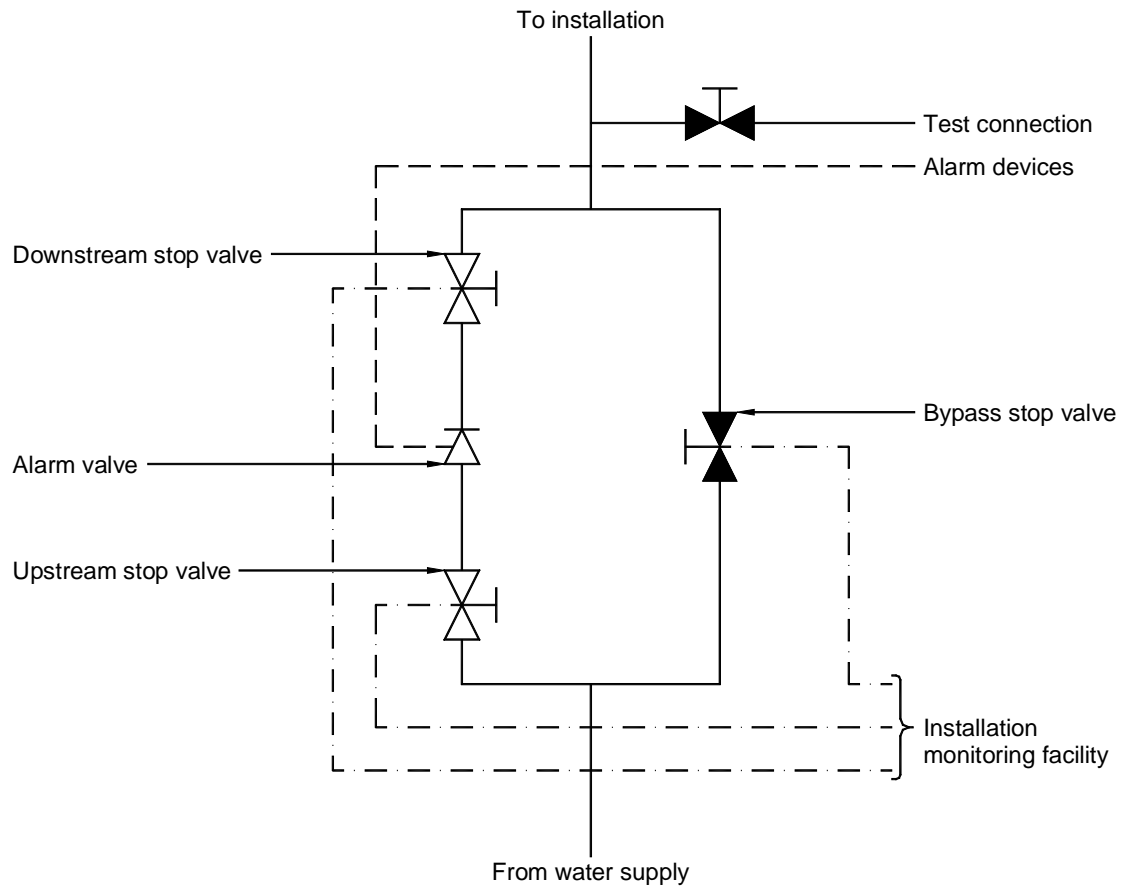 To installation
Test connection
Alarm devices
Downstream stop valve
Bypass stop valve
Alarm valve
Upstream stop valve
Installation
monitoring facility
From water supply